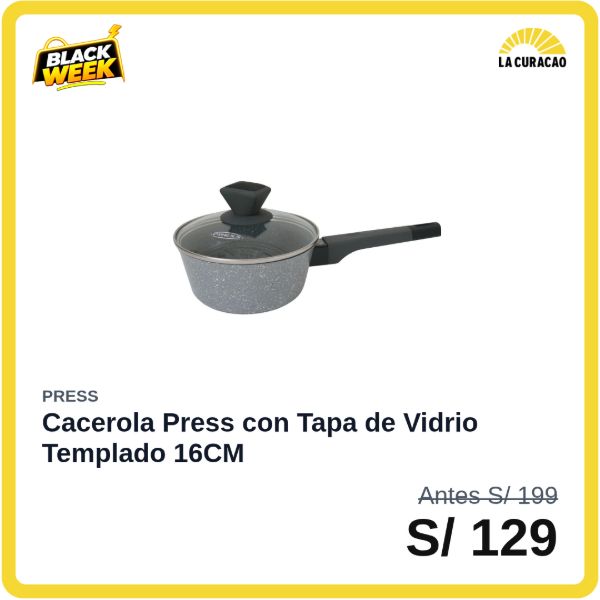 BLACK
WEEK
LA CURACAO
PRESS
Cacerola Press con Tapa de Vidrio
Templado 16CM
Antes S/ 199
S/ 129